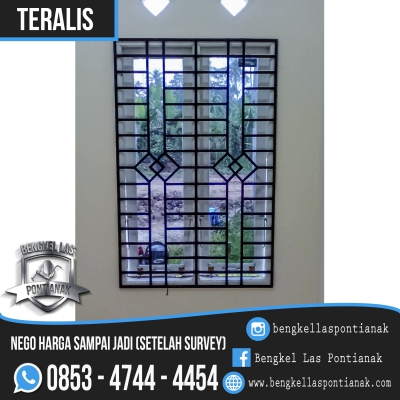 TERALIS
BENGKEL LAS
PONTIANAK
NEGO HARGA SAMPAI JADI (SETELAH SURVEY)
0853 - 4744 - 4454
bengkellaspontianak
Bengkel Las Pontianak
www.bengkellaspontianak.com